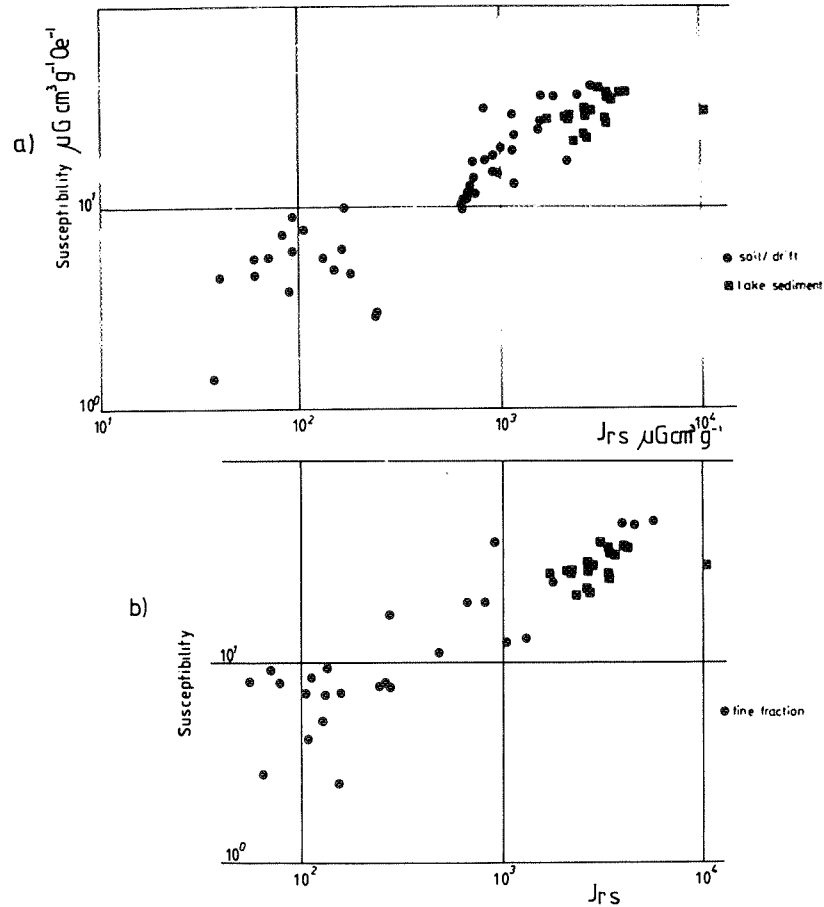 a)
Susceptibility μG cm³ g⁻¹ Oe⁻¹
10¹
10⁰
10¹
10²
10³
10⁴
Jrs μG cm³ g⁻¹
soil/ drift
lake sediment
b)
Susceptibility
10¹
10⁰
10²
10³
10⁴
Jrs
fine fraction